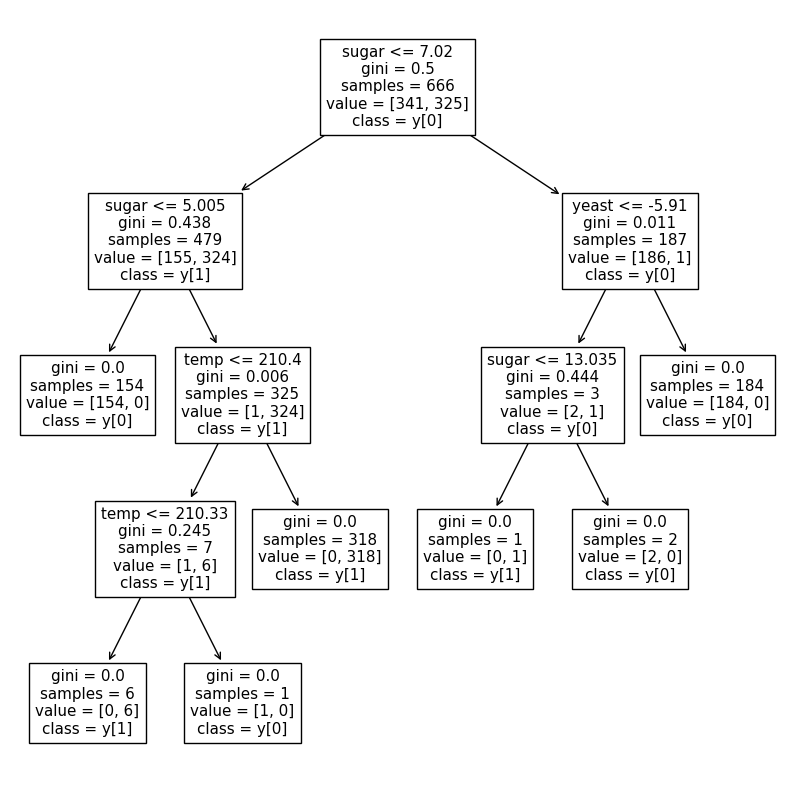 sugar <= 7.02
gini = 0.5
samples = 666
value = [341, 325]
class = y[0]
sugar <= 5.005
gini = 0.438
samples = 479
value = [155, 324]
class = y[1]
yeast <= -5.91
gini = 0.011
samples = 187
value = [186, 1]
class = y[0]
gini = 0.0
samples = 154
value = [154, 0]
class = y[0]
temp <= 210.4
gini = 0.006
samples = 325
value = [1, 324]
class = y[1]
sugar <= 13.035
gini = 0.444
samples = 3
value = [2, 1]
class = y[0]
gini = 0.0
samples = 184
value = [184, 0]
class = y[0]
temp <= 210.33
gini = 0.245
samples = 7
value = [1, 6]
class = y[1]
gini = 0.0
samples = 318
value = [0, 318]
class = y[1]
gini = 0.0
samples = 1
value = [0, 1]
class = y[1]
gini = 0.0
samples = 2
value = [2, 0]
class = y[0]
gini = 0.0
samples = 6
value = [0, 6]
class = y[1]
gini = 0.0
samples = 1
value = [1, 0]
class = y[0]